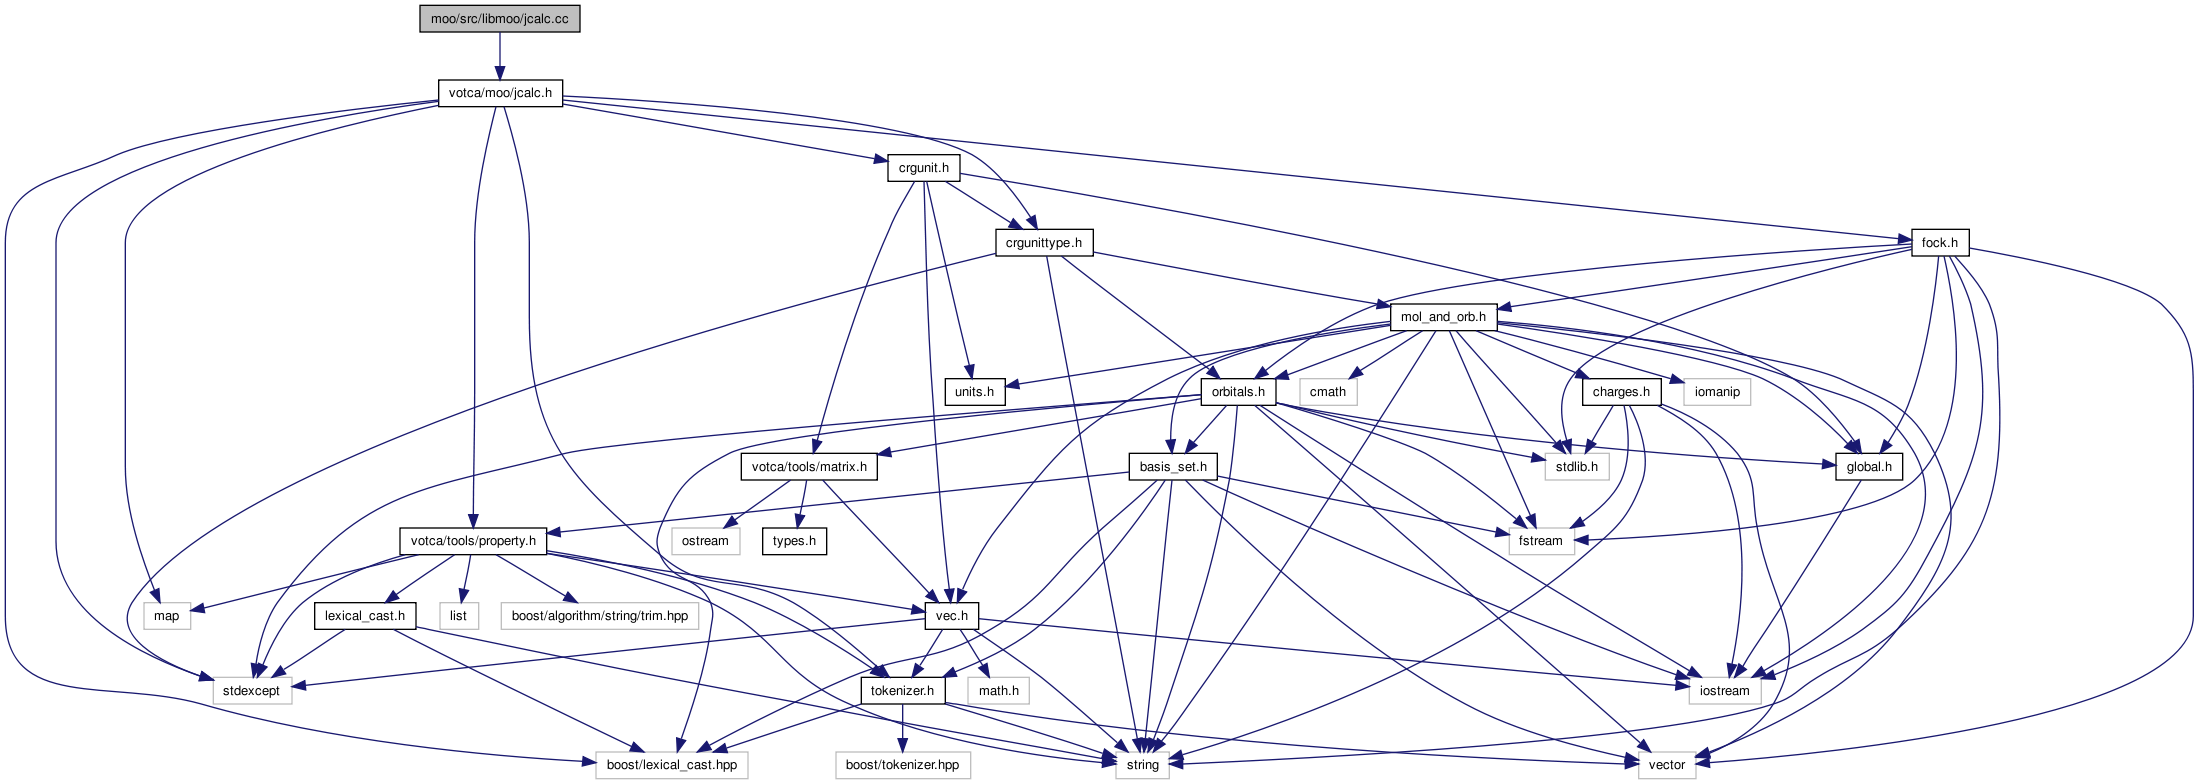 moo/src/libmoo/jcalc.cc
votca/moo/jcalc.h
crgunit.h
crgunittype.h
fock.h
mol_and_orb.h
units.h
orbitals.h
cmath
charges.h
iomanip
votca/tools/matrix.h
basis_set.h
stdlib.h
global.h
votca/tools/property.h
ostream
types.h
fstream
map
lexical_cast.h
list
boost/algorithm/string/trim.hpp
vec.h
stdexcept
tokenizer.h
math.h
iostream
boost/lexical_cast.hpp
boost/tokenizer.hpp
string
vector